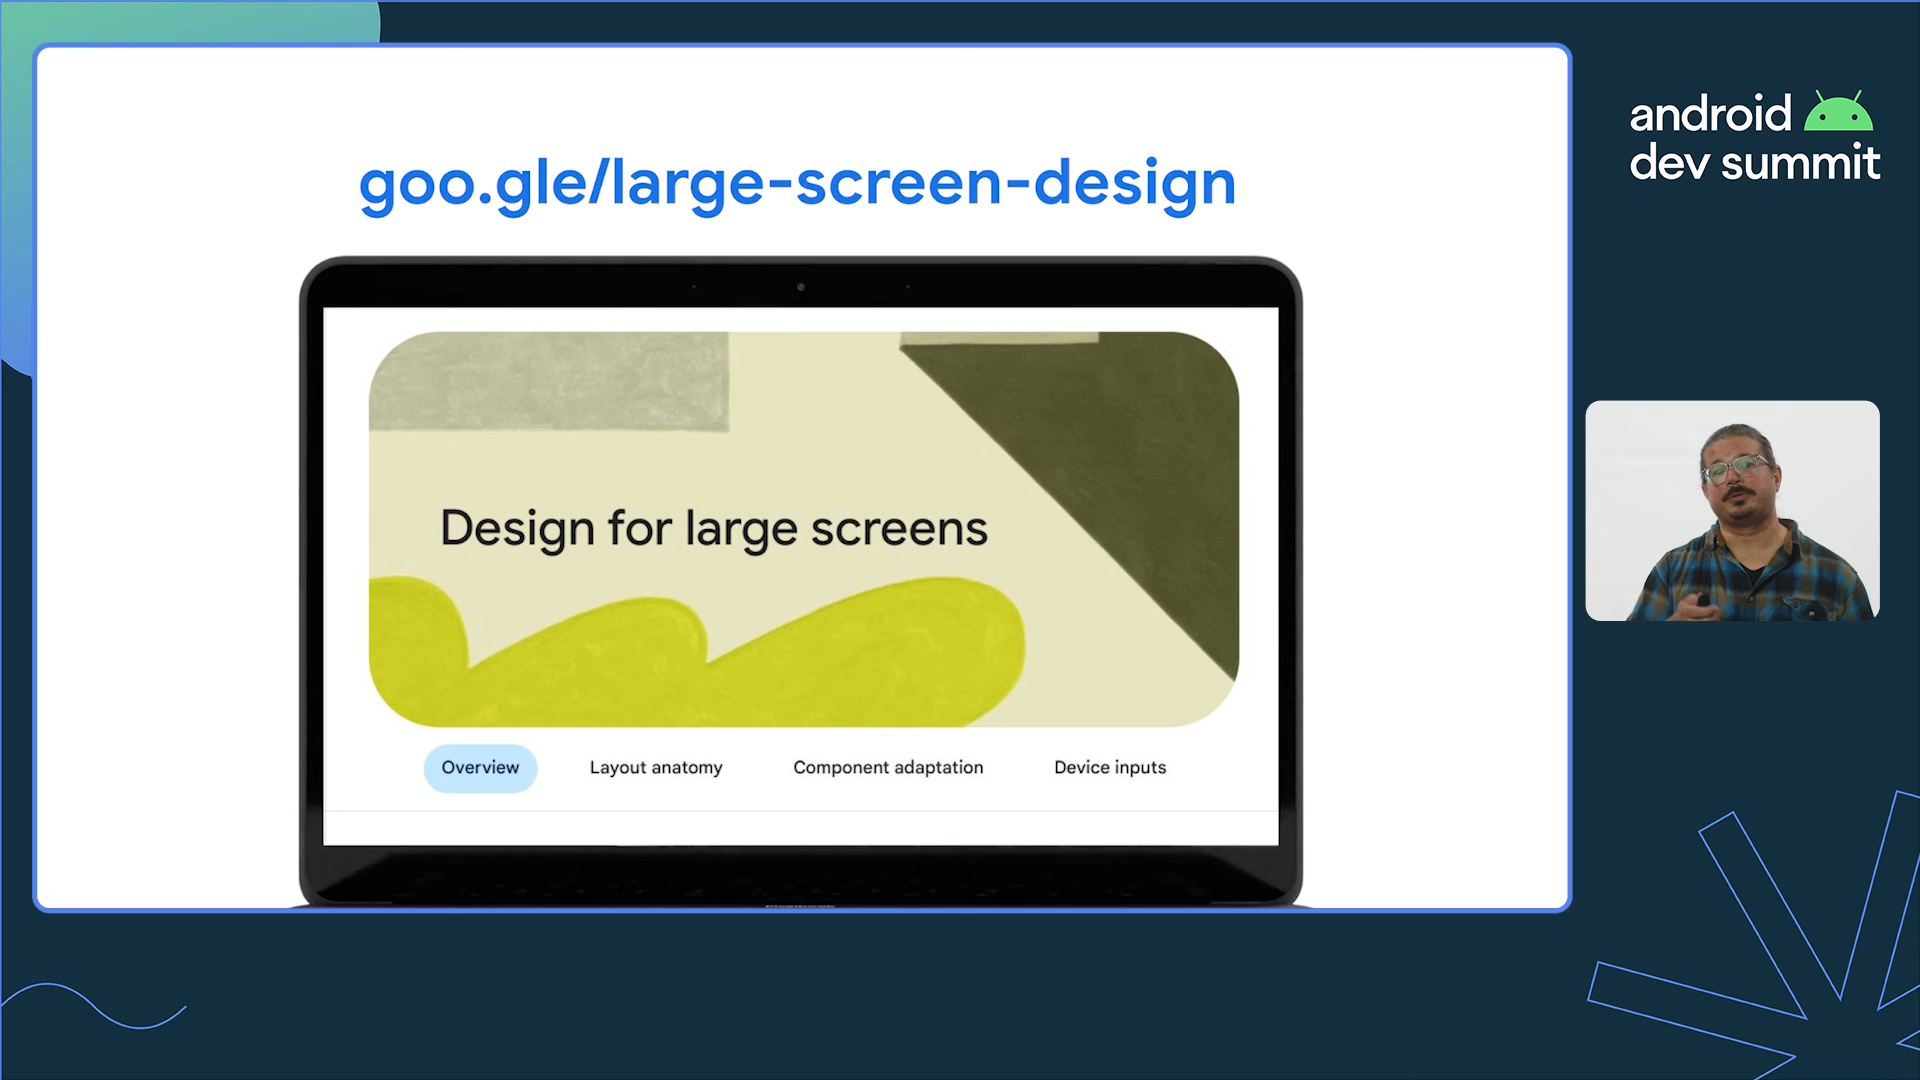 goo.gle/large-screen-design
android
dev summit
Design for large screens
Overview
Layout anatomy
Component adaptation
Device inputs